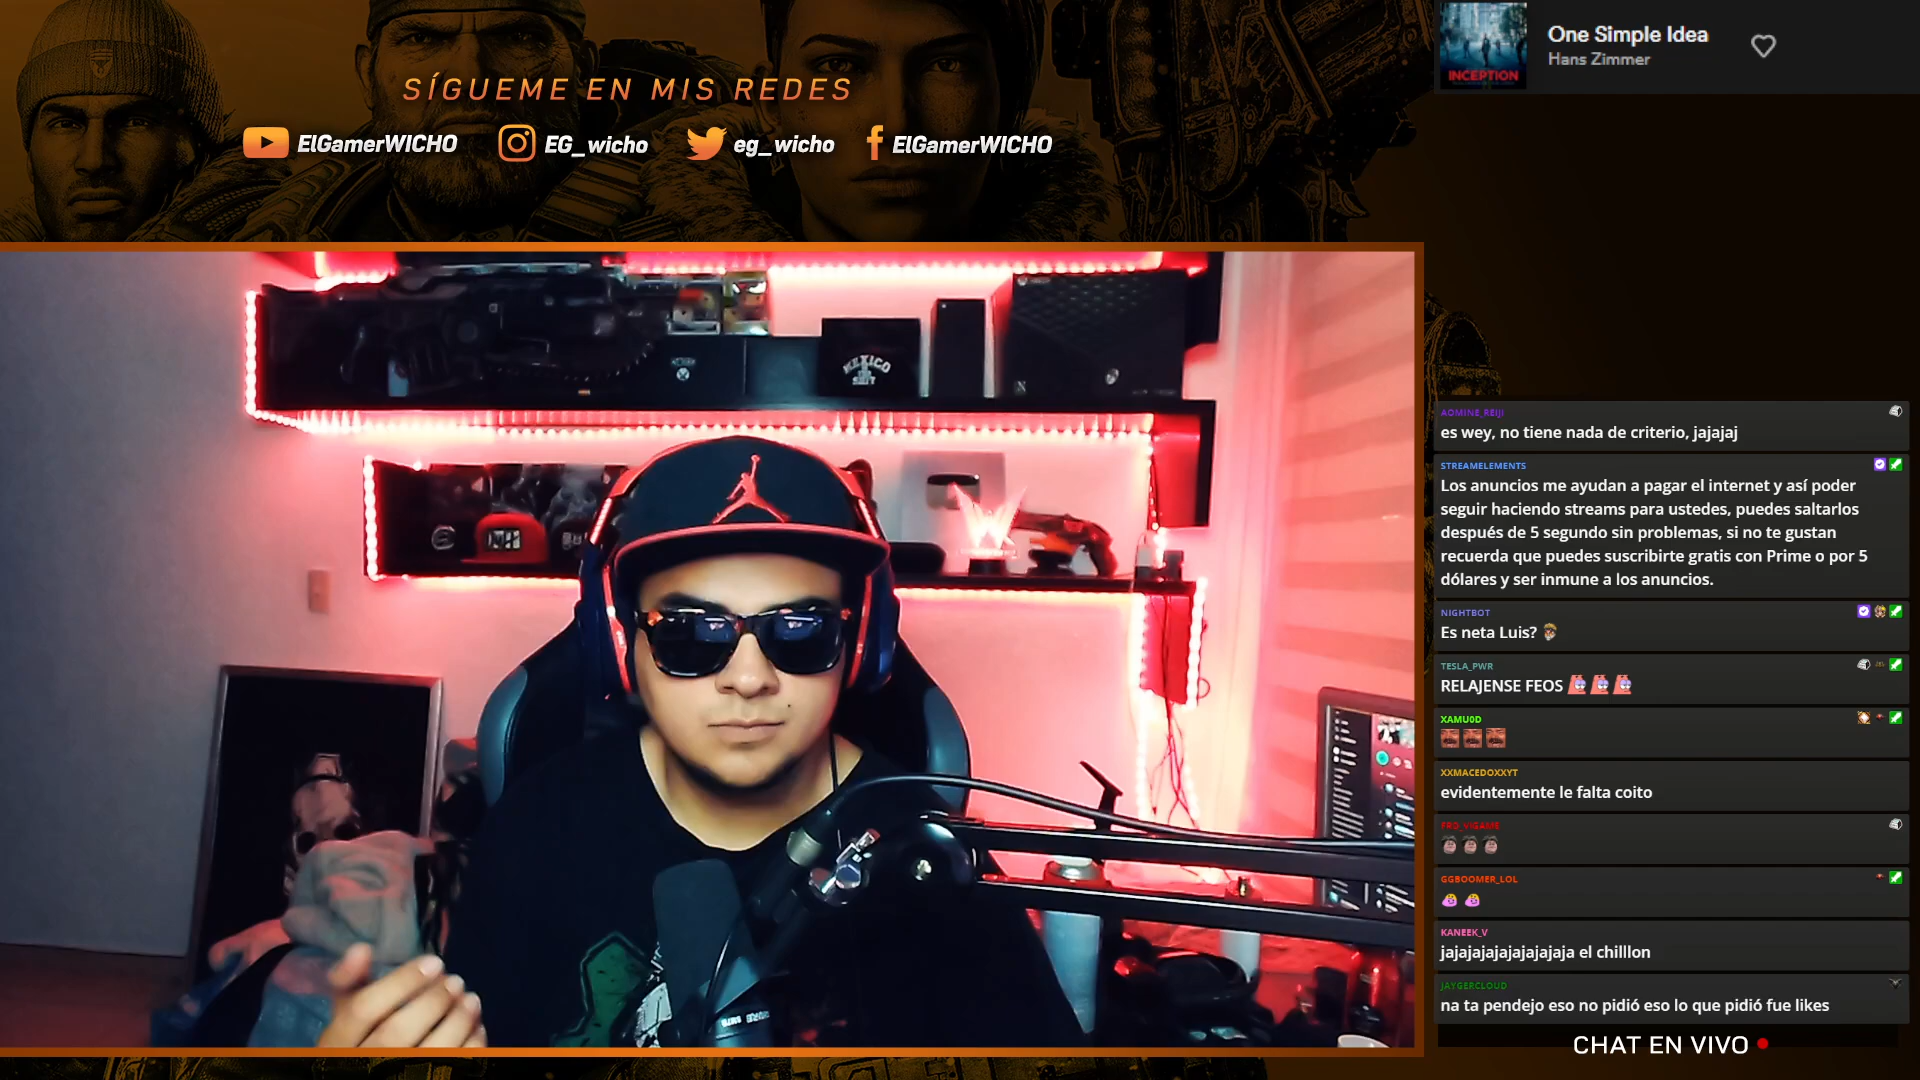 SÍGUEME EN MIS REDES
ElGamerWICHO
EG_wicho
eg_wicho
ElGamerWICHO
One Simple Idea
Hans Zimmer
INCEPTION
MEXICO
AOMINE_REIJI
es wey, no tiene nada de criterio, jajajaj
STREAMELEMENTS
Los anuncios me ayudan a pagar el internet y así poder
seguir haciendo streams para ustedes, puedes saltarlos
después de 5 segundo sin problemas, si no te gustan
recuerda que puedes suscribirte gratis con Prime o por 5
dólares y ser inmune a los anuncios.
NIGHTBOT
Es neta Luis?
TESLA_PWR
RELAJENSE FEOS
XAMU0D
XXMACEDOXXYT
evidentemente le falta coito
FRD_VIGAME
GGBOOMER_LOL
KANEEK_V
jajajajajajajajaja el chilllon
JAYGERCLOUD
na ta pendejo eso no pidió eso lo que pidió fue likes
CHAT EN VIVO